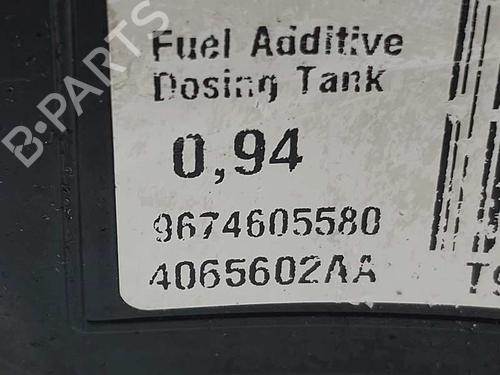 B-PARTS
Fuel Additive
Dosing Tank
0,94
9674605580
4065602AA